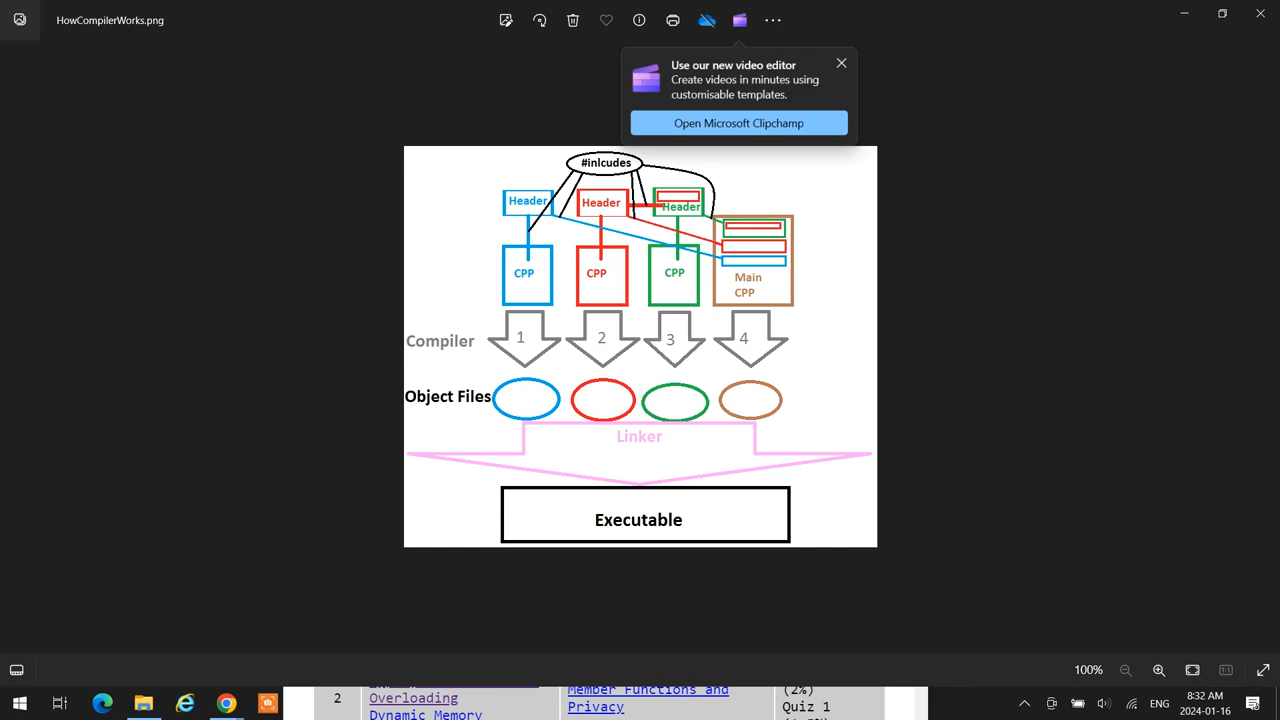 HowCompilerWorks.png
Use our new video editor
Create videos in minutes using
customisable templates.
Open Microsoft Clipchamp
#inlcudes
Header
Header
Header
CPP
CPP
CPP
Main
CPP
Compiler
1
2
3
4
Object Files
Linker
Executable
100%
1:1
2
Overloading
Dynamic Memory
Member Functions and
Privacy
(2%)
Quiz 1
ENG
8:32 AM
2024-01-16